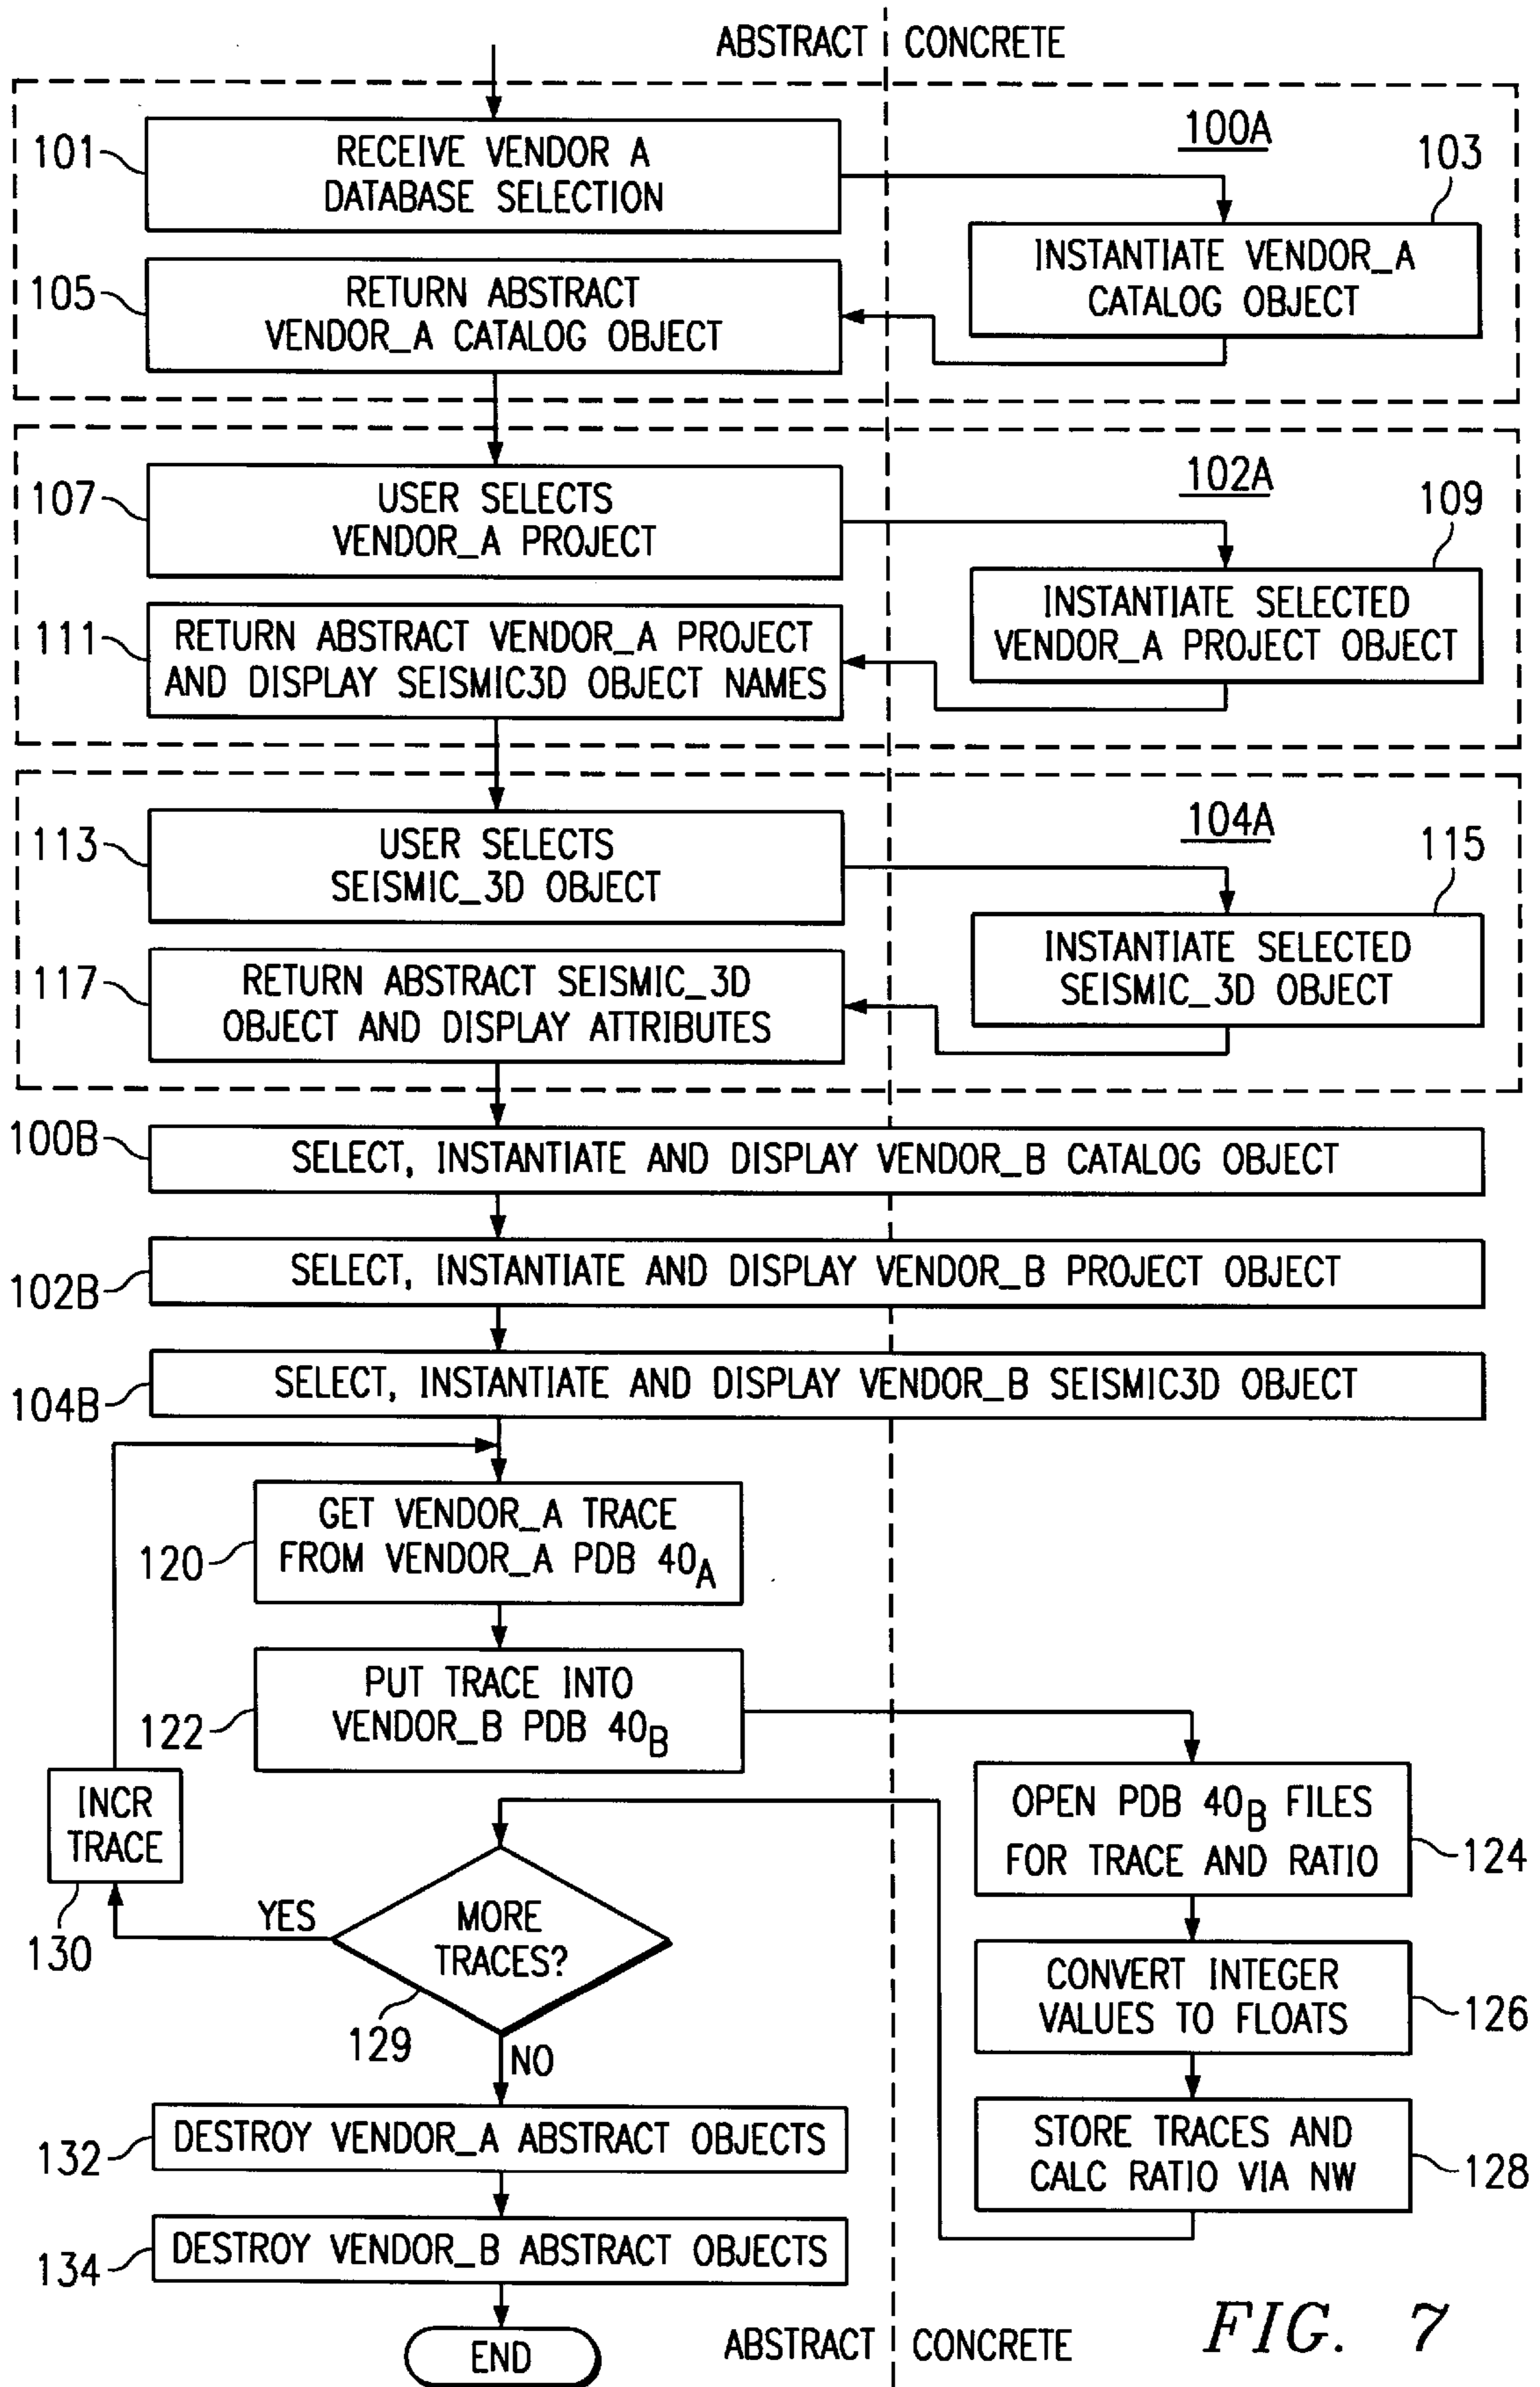 ABSTRACT CONCRETE
100A
101
RECEIVE VENDOR A
DATABASE SELECTION
103
INSTANTIATE VENDOR_A
CATALOG OBJECT
105
RETURN ABSTRACT
VENDOR_A CATALOG OBJECT
102A
107
USER SELECTS
VENDOR_A PROJECT
109
INSTANTIATE SELECTED
VENDOR_A PROJECT OBJECT
111
RETURN ABSTRACT VENDOR_A PROJECT
AND DISPLAY SEISMIC3D OBJECT NAMES
104A
113
USER SELECTS
SEISMIC_3D OBJECT
115
INSTANTIATE SELECTED
SEISMIC_3D OBJECT
117
RETURN ABSTRACT SEISMIC_3D
OBJECT AND DISPLAY ATTRIBUTES
100B
SELECT, INSTANTIATE AND DISPLAY VENDOR_B CATALOG OBJECT
102B
SELECT, INSTANTIATE AND DISPLAY VENDOR_B PROJECT OBJECT
104B
SELECT, INSTANTIATE AND DISPLAY VENDOR_B SEISMIC3D OBJECT
120
GET VENDOR_A TRACE
FROM VENDOR_A PDB 40A
122
PUT TRACE INTO
VENDOR_B PDB 40B
124
OPEN PDB 40B FILES
FOR TRACE AND RATIO
126
CONVERT INTEGER
VALUES TO FLOATS
128
STORE TRACES AND
CALC RATIO VIA NW
INCR
TRACE
130
YES
MORE
TRACES?
129
NO
132
DESTROY VENDOR_A ABSTRACT OBJECTS
134
DESTROY VENDOR_B ABSTRACT OBJECTS
END
ABSTRACT CONCRETE
FIG. 7